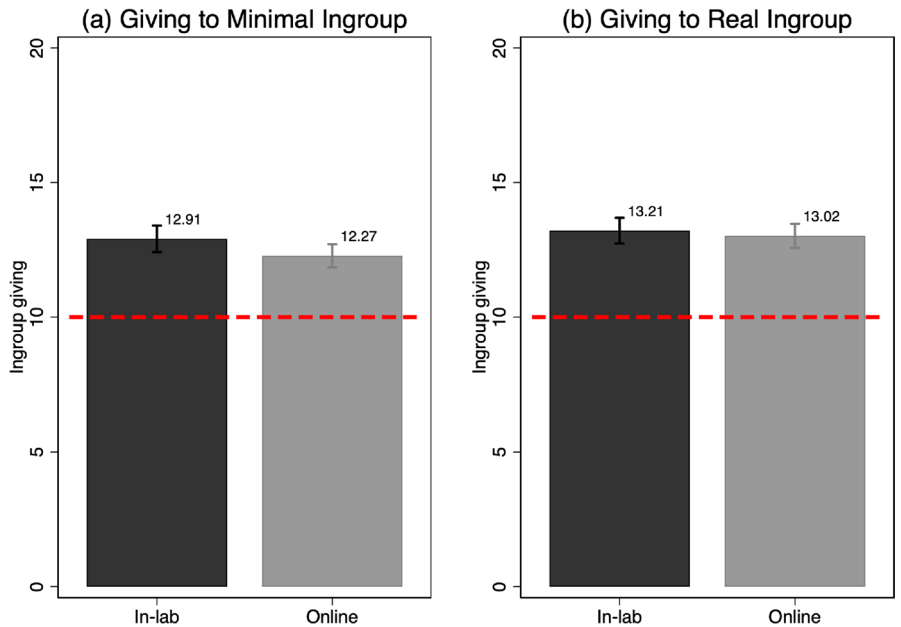 (a) Giving to Minimal Ingroup
20
15
10
5
0
Ingroup giving
12.91
12.27
In-lab
Online
(b) Giving to Real Ingroup
20
15
10
5
0
Ingroup giving
13.21
13.02
In-lab
Online